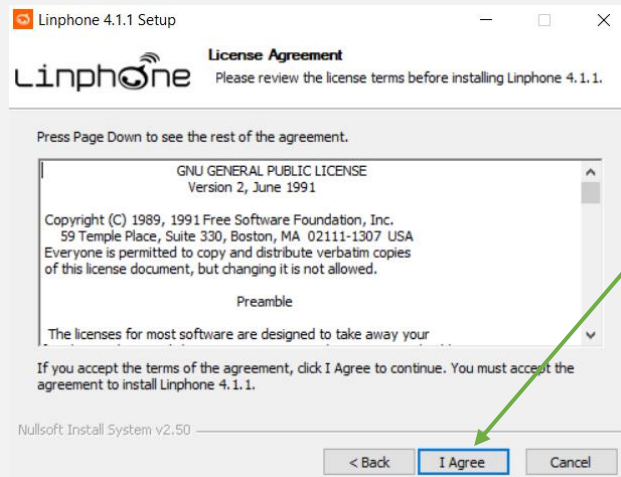 Linphone 4.1.1 Setup
Linphone
License Agreement
Please review the license terms before installing Linphone 4.1.1.
Press Page Down to see the rest of the agreement.
GNU GENERAL PUBLIC LICENSE
Version 2, June 1991
Copyright (C) 1989, 1991 Free Software Foundation, Inc.
59 Temple Place, Suite 330, Boston, MA 02111-1307 USA
Everyone is permitted to copy and distribute verbatim copies
of this license document, but changing it is not allowed.
Preamble
The licenses for most software are designed to take away your
If you accept the terms of the agreement, click I Agree to continue. You must accept the
agreement to install Linphone 4.1.1.
Nullsoft Install System v2.50
< Back
I Agree
Cancel